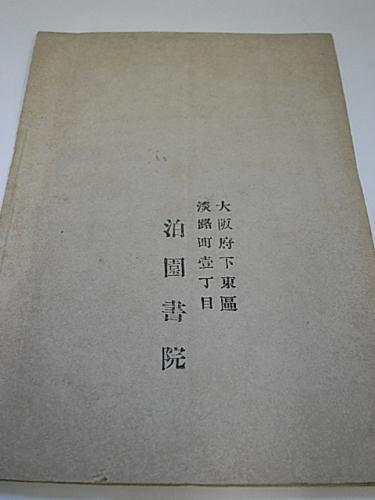 大阪府下東區
淡路町壹丁目
泊園書院